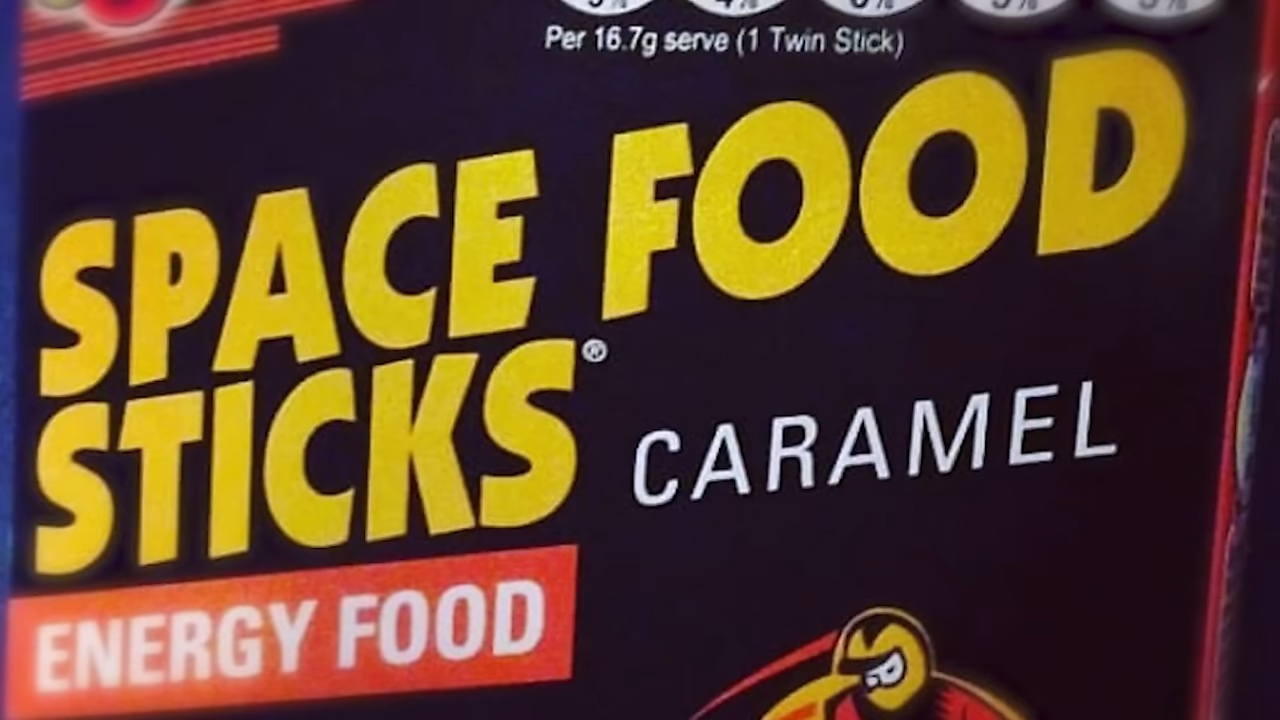 Per 16.7g serve (1 Twin Stick)
SPACE FOOD
STICKS®
CARAMEL
ENERGY FOOD